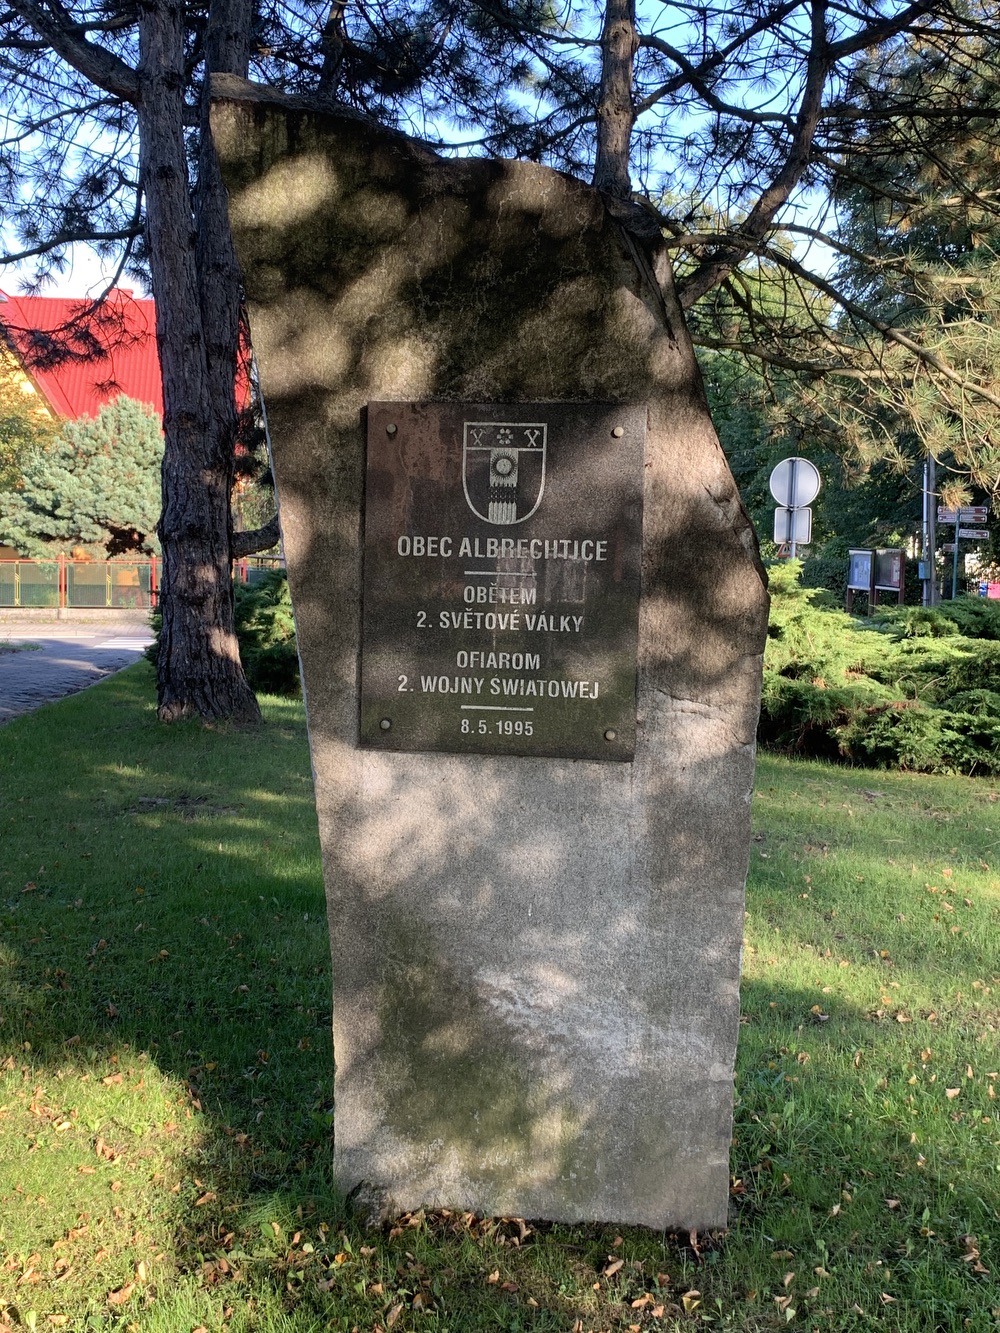 OBEC ALBRECHTICE
OBĚTEM
2. SVĚTOVÉ VÁLKY
OFIAROM
2. WOJNY ŚWIATOWEJ
8. 5. 1995